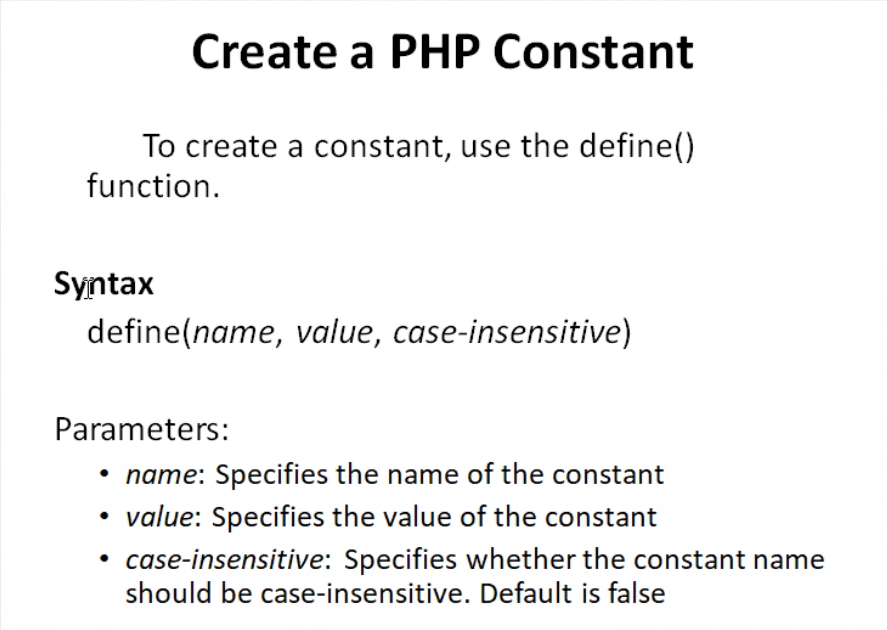 Create a PHP Constant
To create a constant, use the define()
function.
Syntax
define(name, value, case-insensitive)
Parameters:
• name: Specifies the name of the constant
• value: Specifies the value of the constant
• case-insensitive: Specifies whether the constant name
should be case-insensitive. Default is false